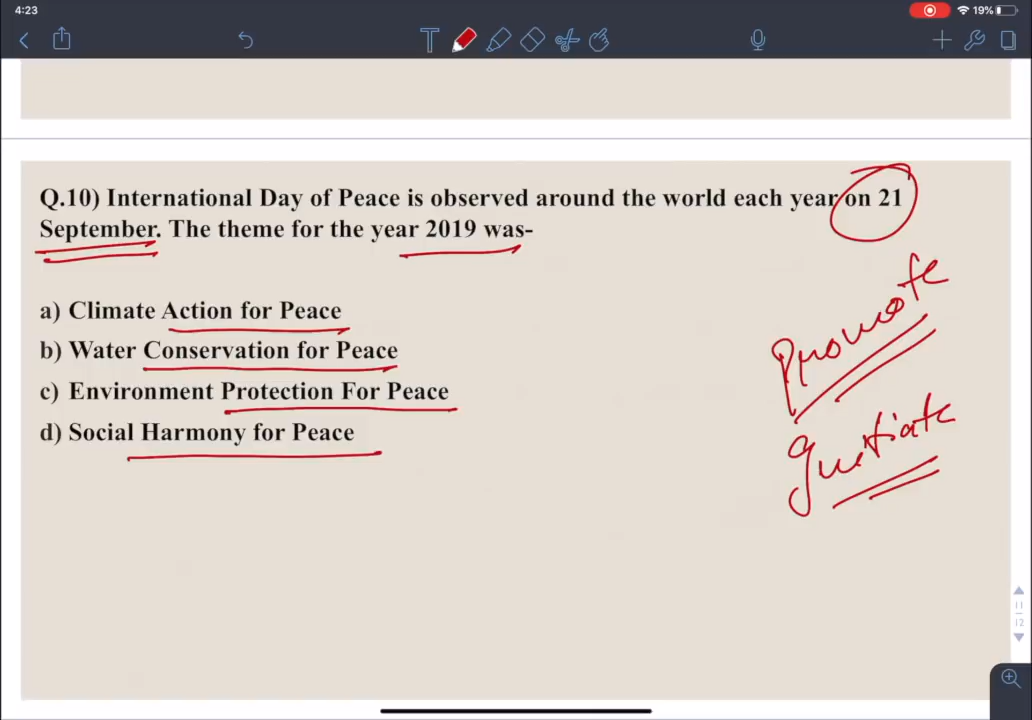 4:23
19%
Q.10) International Day of Peace is observed around the world each year on 21
September. The theme for the year 2019 was-
a) Climate Action for Peace
b) Water Conservation for Peace
c) Environment Protection For Peace
d) Social Harmony for Peace
Promote
11
12